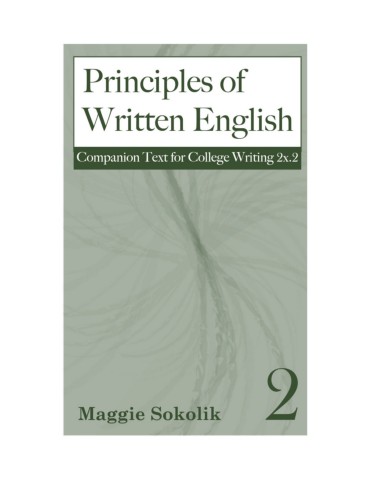 Principles of
Written English
Companion Text for College Writing 2x.2
Maggie Sokolik
2